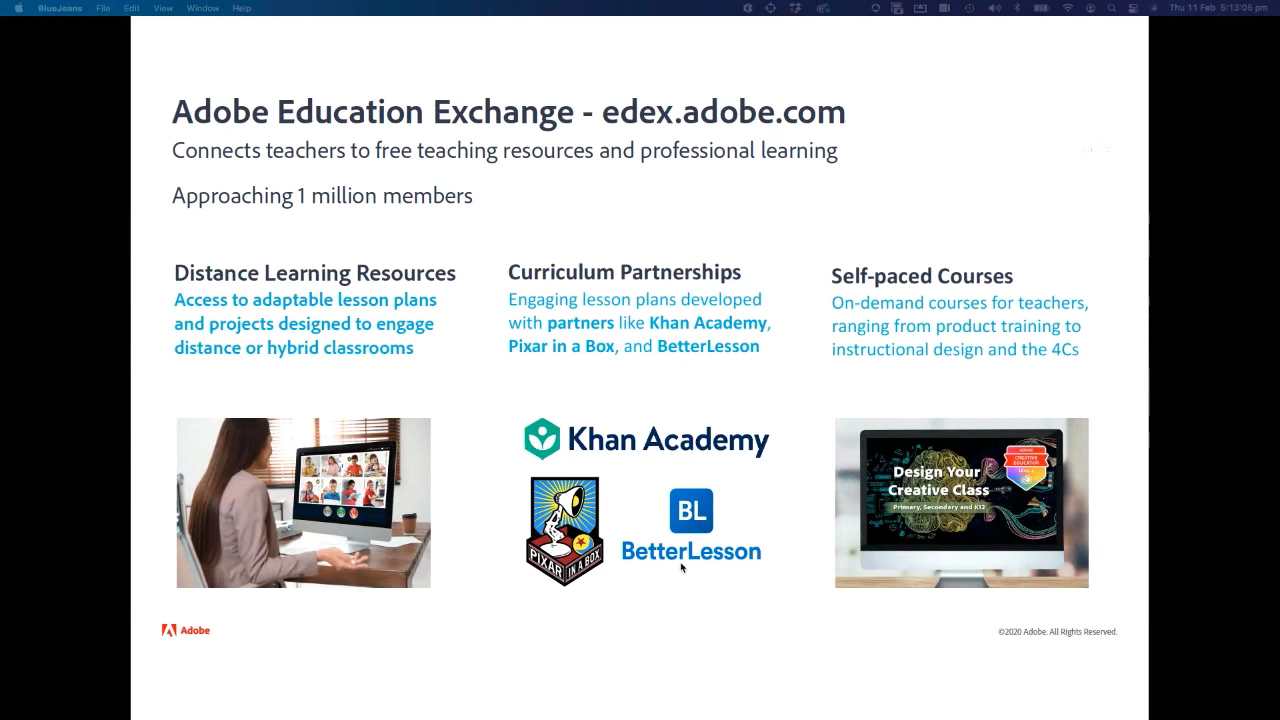 BlueJeans File Edit View Window Help
Thu 11 Feb 5:13:05 pm
Adobe Education Exchange - edex.adobe.com
Connects teachers to free teaching resources and professional learning
Approaching 1 million members
Distance Learning Resources
Access to adaptable lesson plans
and projects designed to engage
distance or hybrid classrooms
Curriculum Partnerships
Engaging lesson plans developed
with partners like Khan Academy,
Pixar in a Box, and BetterLesson
Self-paced Courses
On-demand courses for teachers,
ranging from product training to
instructional design and the 4Cs
Khan Academy
PIXAR IN A BOX
BL
BetterLesson
Design Your
Creative Class
Primary, Secondary and K12
ADOBE
CREATIVE
EDUCATOR
Adobe
©2020 Adobe. All Rights Reserved.